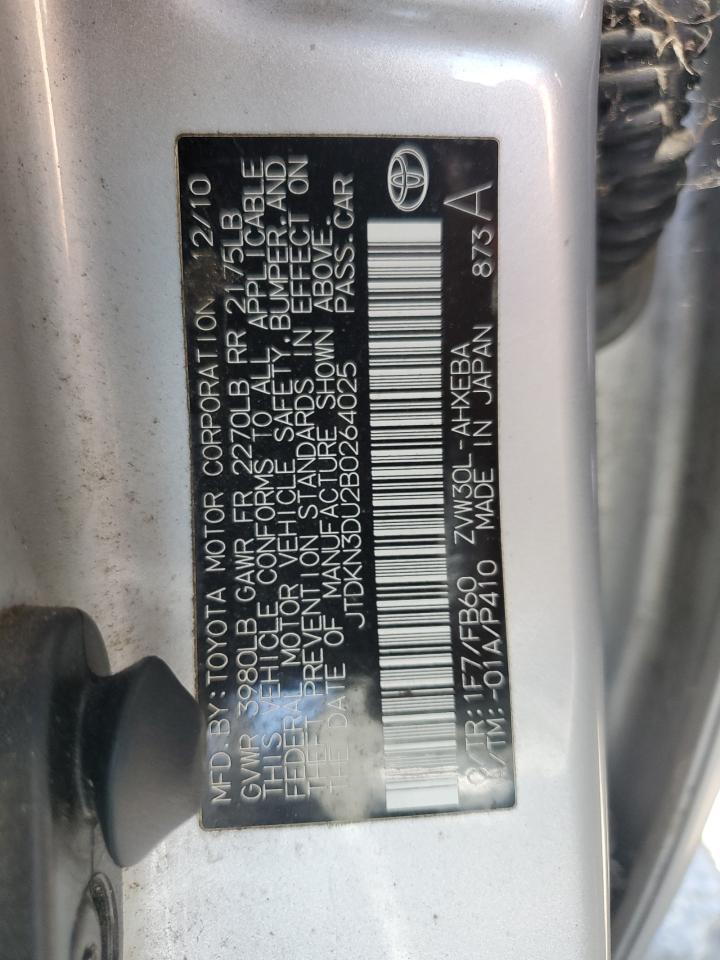 MFD.BY:TOYOTA MOTOR CORPORATION 12/10
GVWR 3980LB GAWR FR 2270LB RR 2175LB
THIS VEHICLE CONFORMS TO ALL APPLICABLE
FEDERAL MOTOR VEHICLE SAFETY,BUMPER,AND
THEFT PREVENTION STANDARDS IN EFFECT ON
THE DATE OF MANUFACTURE SHOWN ABOVE.
JTDKN3DU2B0264025 PASS.CAR
C/TR: 1F7/FB60 ZVW30L-AHXEBA 873A
A/TM:-01A/P410 MADE IN JAPAN